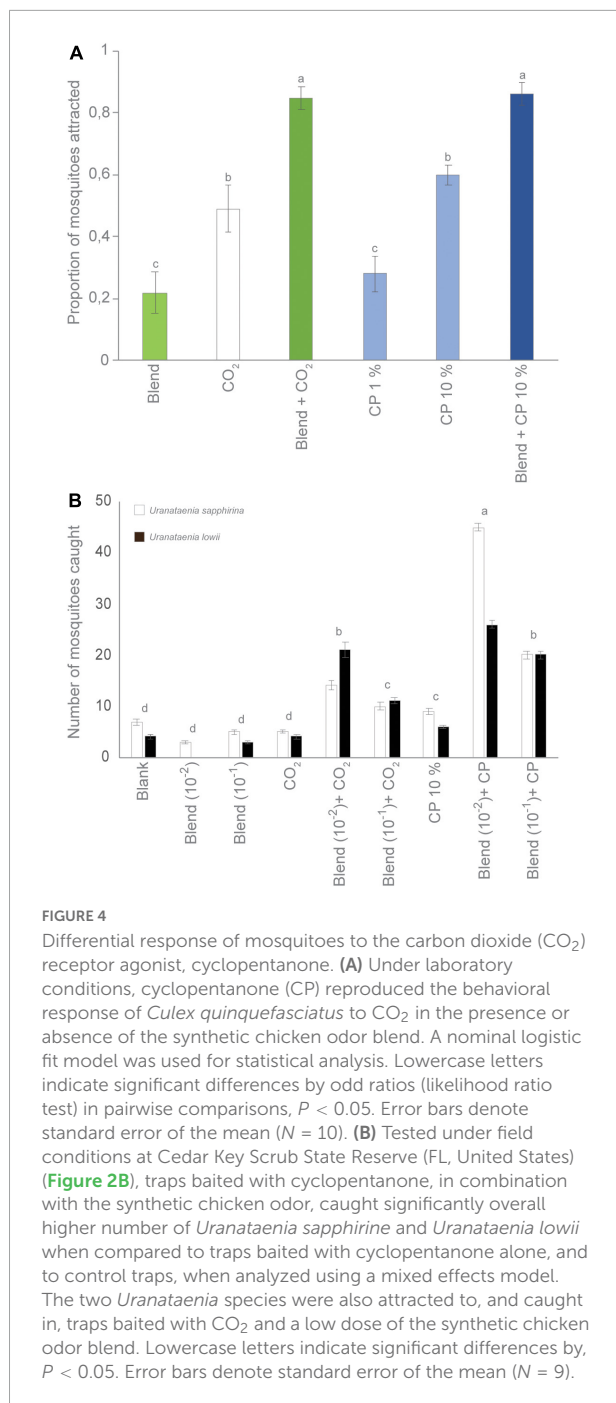 A
1
0,8
0,6
0,4
0,2
0
Proportion of mosquitoes attracted
c
b
a
c
b
a
Blend
CO₂
Blend + CO₂
CP 1 %
CP 10 %
Blend + CP 10 %
B
50
40
30
20
10
0
Number of mosquitoes caught
Uranataenia sapphirina
Uranataenia lowii
d
d
d
d
b
c
c
a
b
Blank
Blend (10⁻²)
Blend (10⁻¹)
CO₂
Blend (10⁻²)+ CO₂
Blend (10⁻¹)+ CO₂
CP 10 %
Blend (10⁻²)+ CP
Blend (10⁻¹)+ CP
FIGURE 4
Differential response of mosquitoes to the carbon dioxide (CO₂)
receptor agonist, cyclopentanone. (A) Under laboratory
conditions, cyclopentanone (CP) reproduced the behavioral
response of Culex quinquefasciatus to CO₂ in the presence or
absence of the synthetic chicken odor blend. A nominal logistic
fit model was used for statistical analysis. Lowercase letters
indicate significant differences by odd ratios (likelihood ratio
test) in pairwise comparisons, P < 0.05. Error bars denote
standard error of the mean (N = 10). (B) Tested under field
conditions at Cedar Key Scrub State Reserve (FL, United States)
(Figure 2B), traps baited with cyclopentanone, in combination
with the synthetic chicken odor, caught significantly overall
higher number of Uranataenia sapphirine and Uranataenia lowii
when compared to traps baited with cyclopentanone alone, and
to control traps, when analyzed using a mixed effects model.
The two Uranataenia species were also attracted to, and caught
in, traps baited with CO₂ and a low dose of the synthetic chicken
odor blend. Lowercase letters indicate significant differences by,
P < 0.05. Error bars denote standard error of the mean (N = 9).